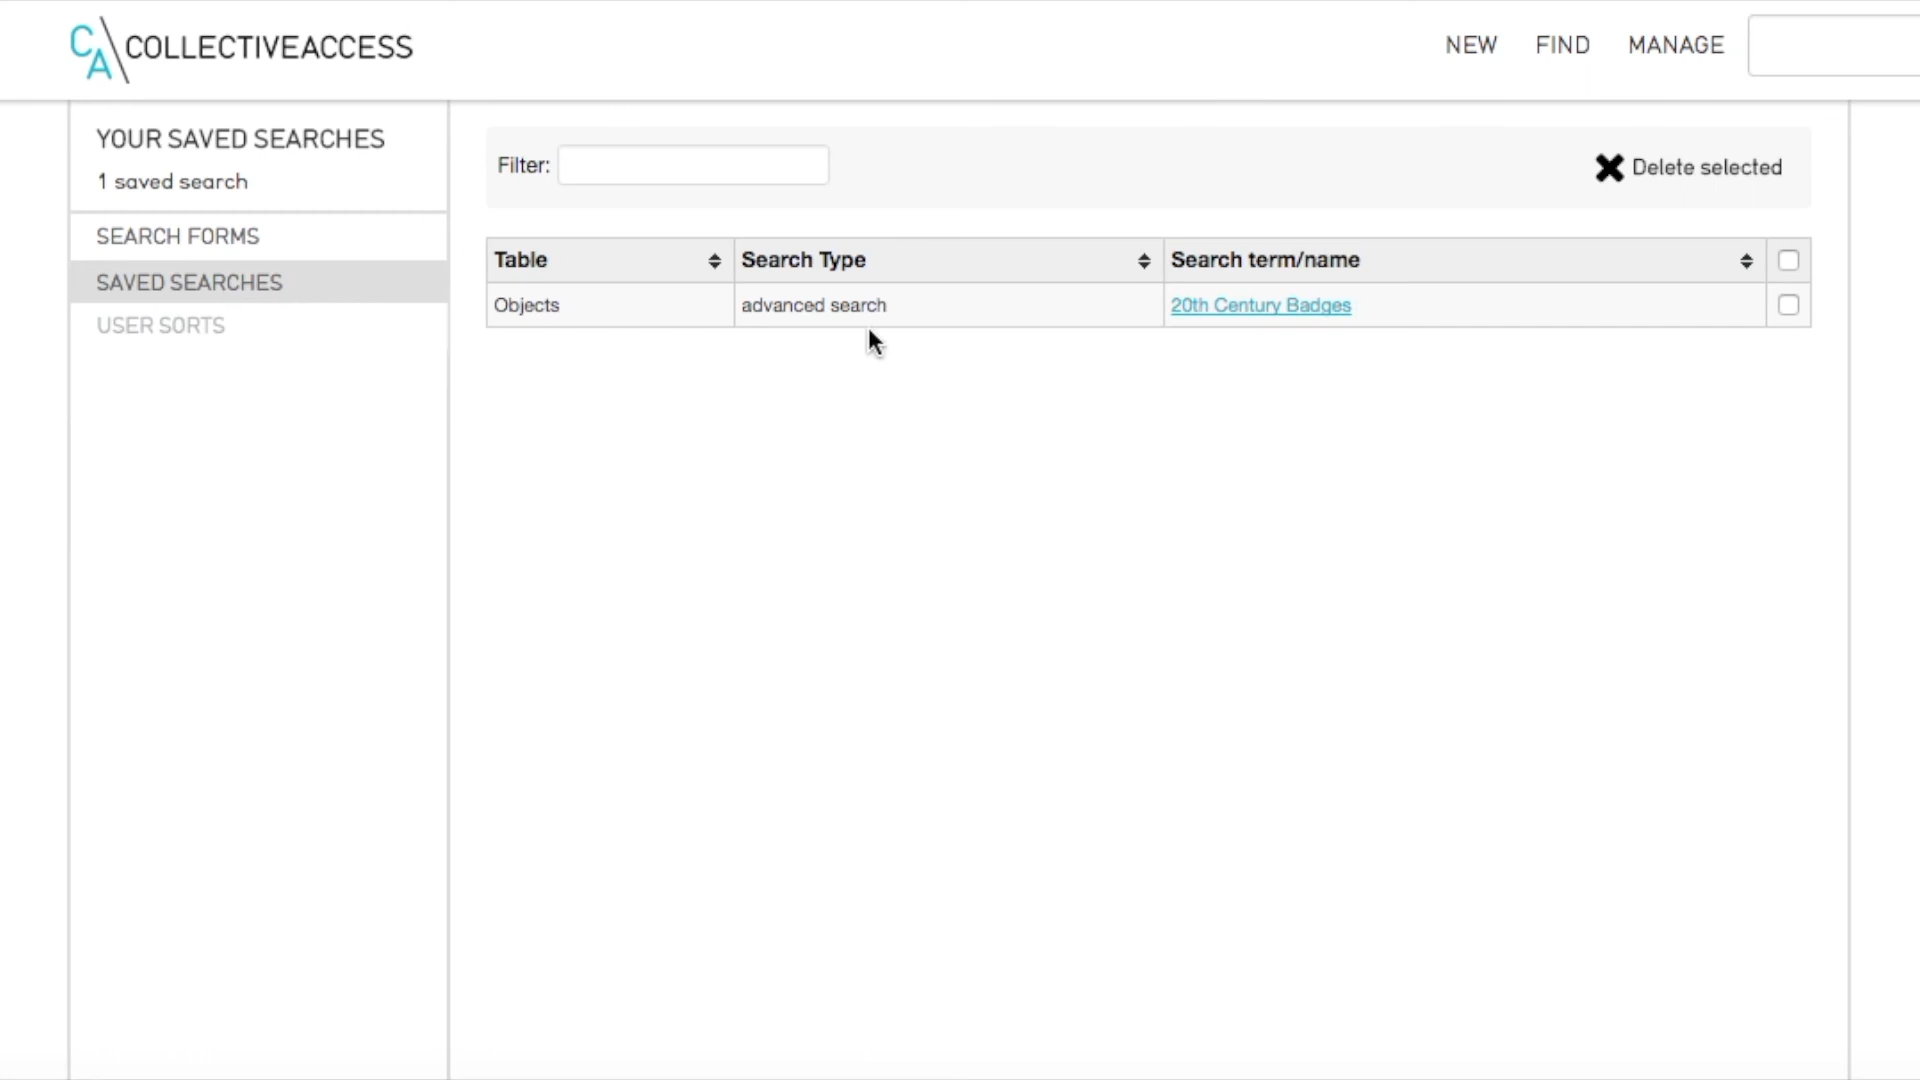 CA COLLECTIVEACCESS
NEW FIND MANAGE
YOUR SAVED SEARCHES
1 saved search
SEARCH FORMS
SAVED SEARCHES
USER SORTS
Filter:
Delete selected
Table Search Type Search term/name
Objects advanced search 20th Century Badges